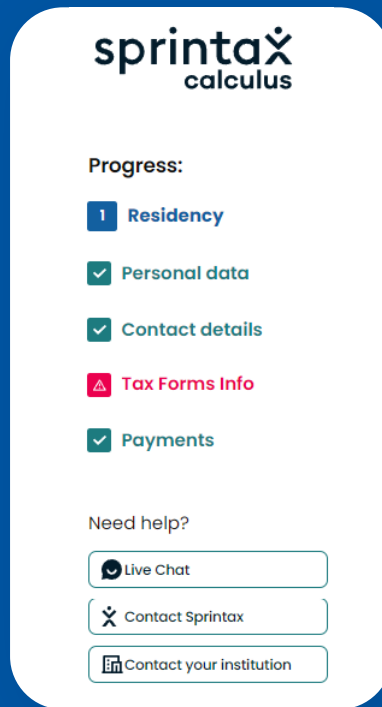 sprintax
calculus
Progress:
1 Residency
Personal data
Contact details
Tax Forms Info
Payments
Need help?
Live Chat
Contact Sprintax
Contact your institution